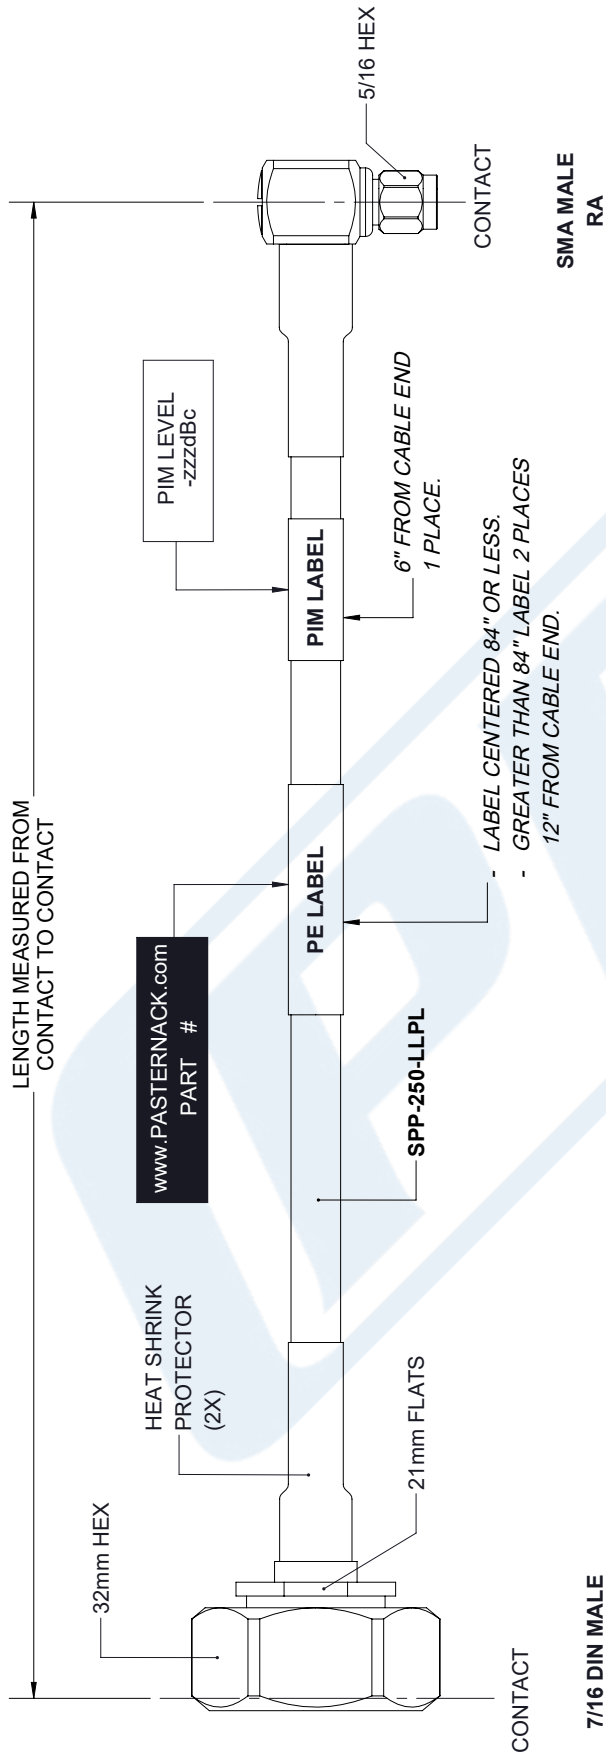 LENGTH MEASURED FROM
CONTACT TO CONTACT
32mm HEX
HEAT SHRINK
PROTECTOR
(2X)
www.PASTERNACK.com
PART #
PIM LEVEL
-zzzdBc
5/16 HEX
PE LABEL
PIM LABEL
21mm FLATS
SPP-250-LLPL
6" FROM CABLE END
1 PLACE.
- LABEL CENTERED 84" OR LESS.
- GREATER THAN 84" LABEL 2 PLACES
12" FROM CABLE END.
CONTACT
CONTACT
7/16 DIN MALE
SMA MALE
RA